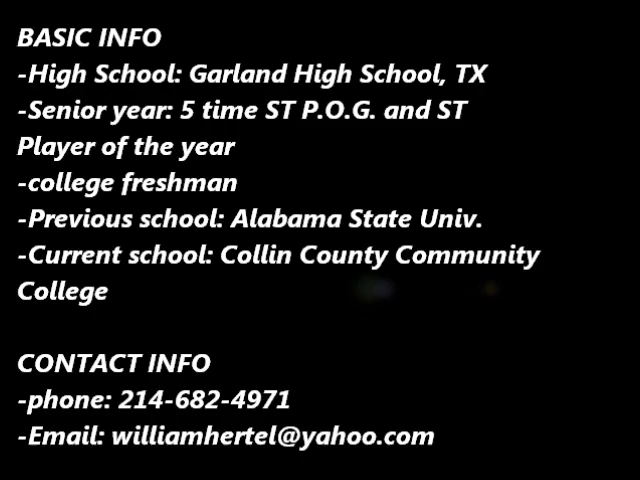 BASIC INFO
-High School: Garland High School, TX
-Senior year: 5 time ST P.O.G. and ST
Player of the year
-college freshman
-Previous school: Alabama State Univ.
-Current school: Collin County Community
College
CONTACT INFO
-phone: 214-682-4971
-Email: williamhertel@yahoo.com